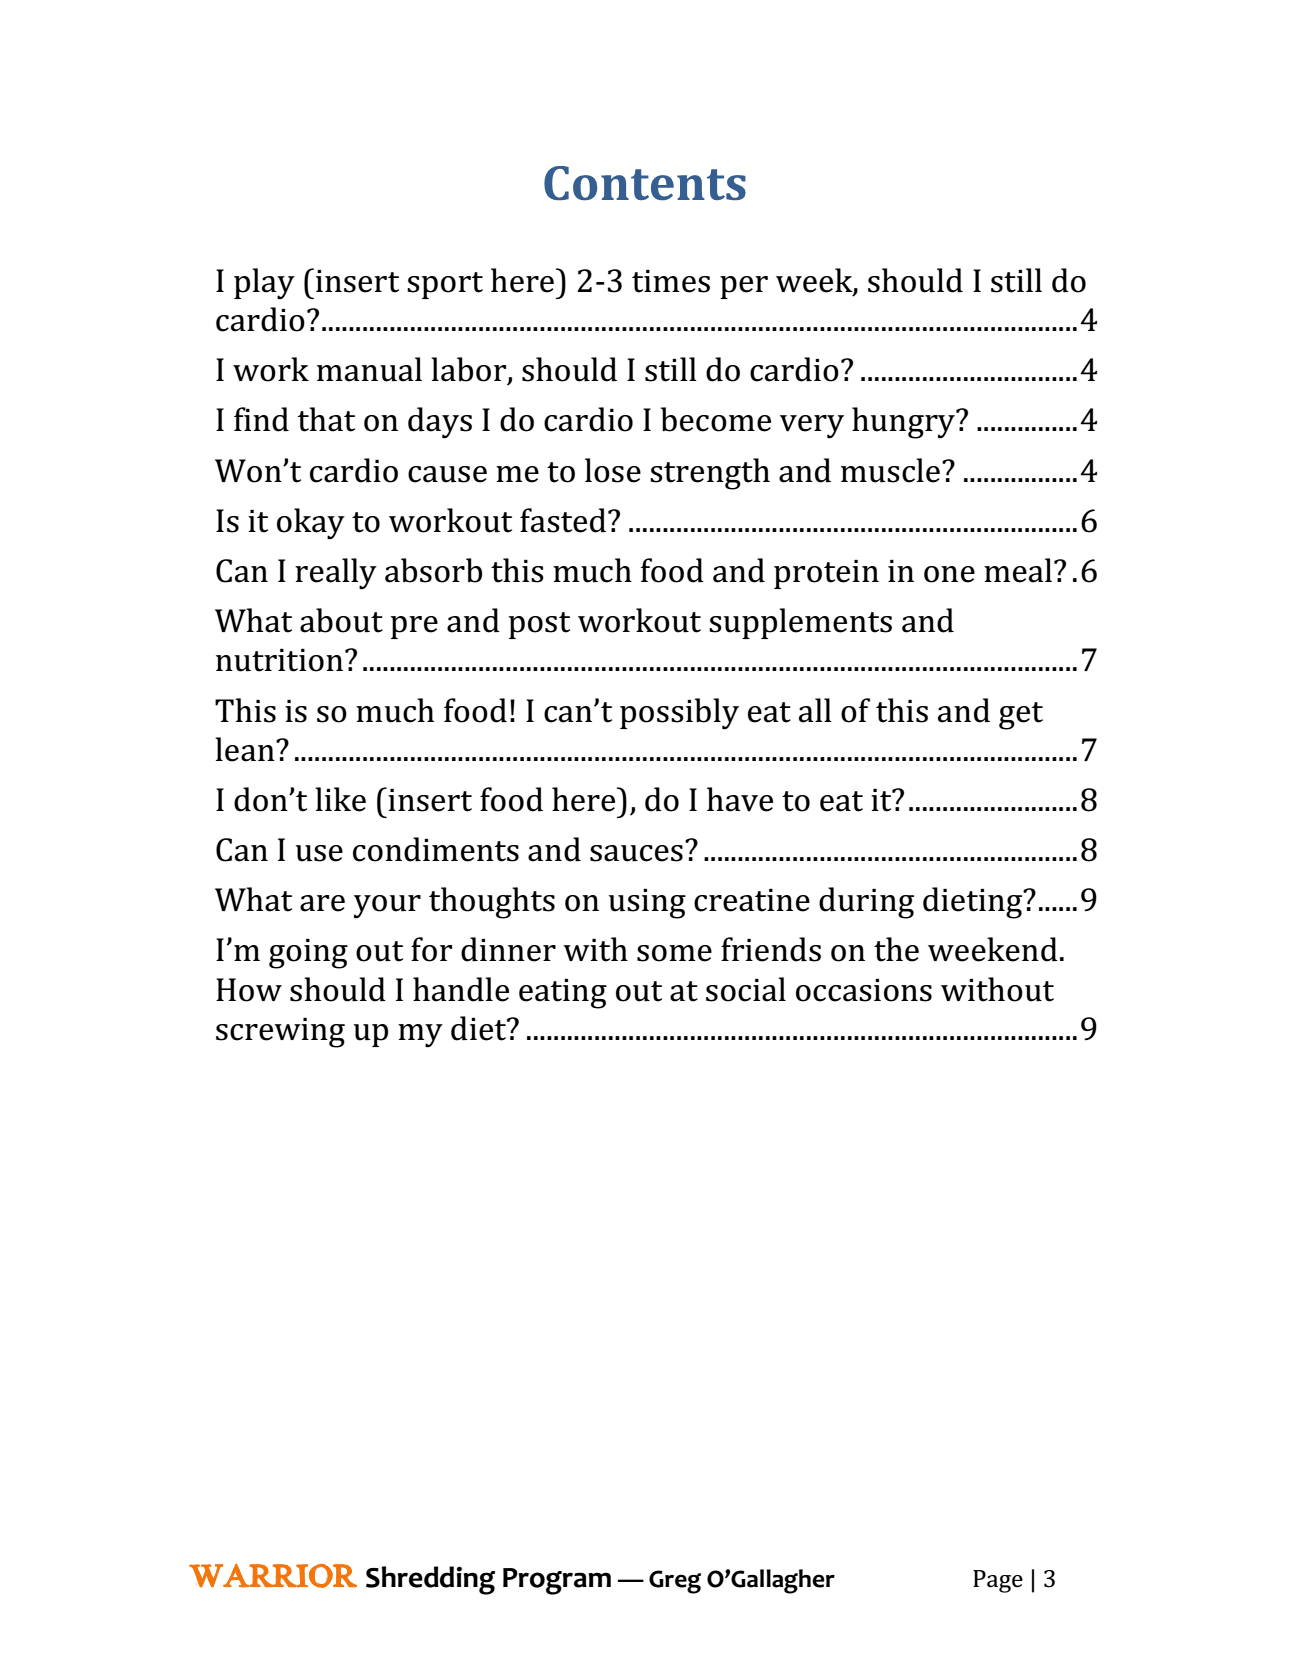 Contents
I play (insert sport here) 2-3 times per week, should I still do
cardio?..........................................................................................................4
I work manual labor, should I still do cardio? ................................4
I find that on days I do cardio I become very hungry? ...............4
Won’t cardio cause me to lose strength and muscle? .................4
Is it okay to workout fasted? ..................................................................6
Can I really absorb this much food and protein in one meal? .6
What about pre and post workout supplements and
nutrition? .........................................................................................................7
This is so much food! I can’t possibly eat all of this and get
lean? ...................................................................................................................7
I don’t like (insert food here), do I have to eat it?.........................8
Can I use condiments and sauces? .......................................................8
What are your thoughts on using creatine during dieting?......9
I’m going out for dinner with some friends on the weekend.
How should I handle eating out at social occasions without
screwing up my diet? .................................................................................9
WARRIOR Shredding Program — Greg O’Gallagher Page | 3